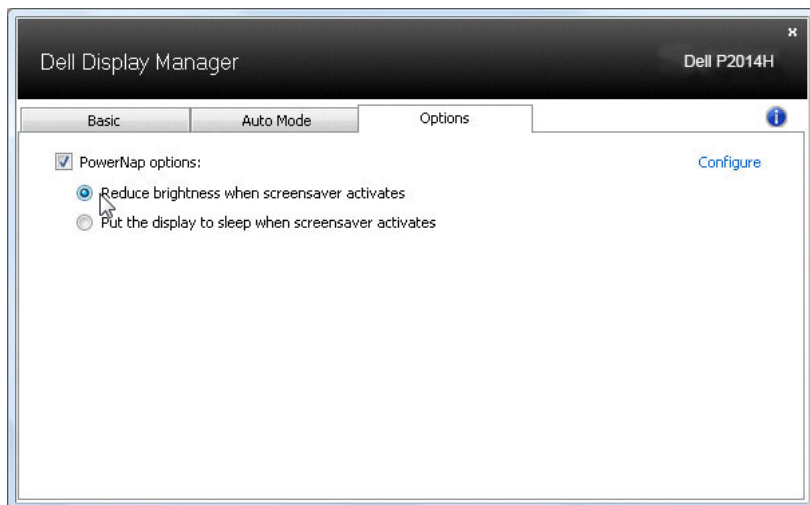 x
Dell Display Manager
Dell P2014H
Basic
Auto Mode
Options
i
PowerNap options:
Configure
Reduce brightness when screensaver activates
Put the display to sleep when screensaver activates